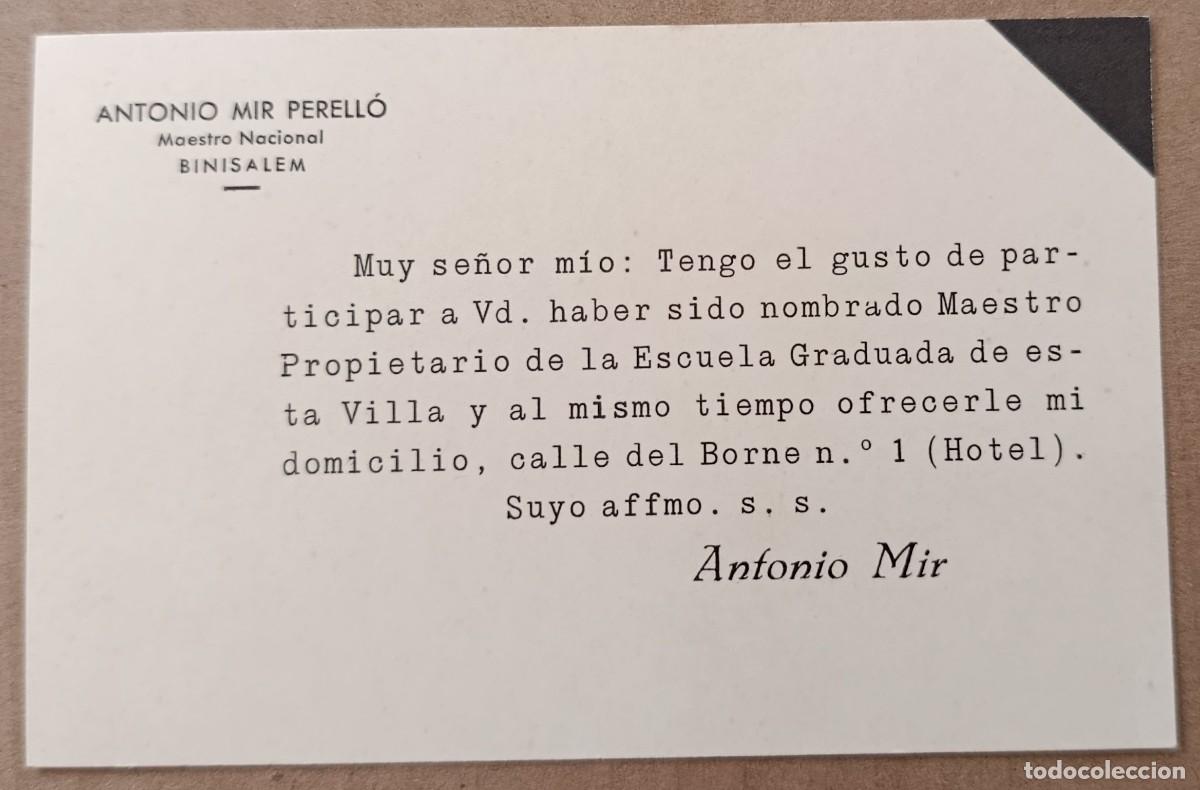 ANTONIO MIR PERELLÓ
Maestro Nacional
BINISALEM
Muy señor mío: Tengo el gusto de par-
ticipar a Vd. haber sido nombrado Maestro
Propietario de la Escuela Graduada de es-
ta Villa y al mismo tiempo ofrecerle mi
domicilio, calle del Borne n.º 1 (Hotel).
Suyo affmo. s. s.
Antonio Mir
todocoleccion